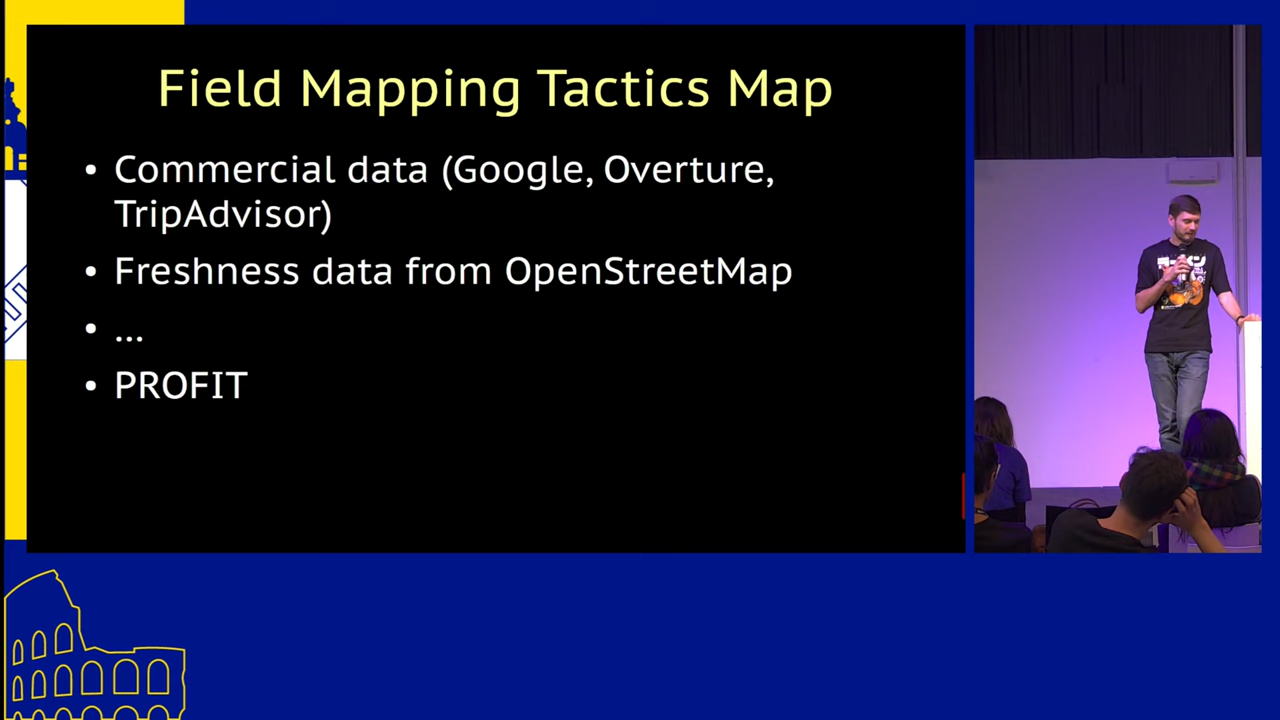 Field Mapping Tactics Map
• Commercial data (Google, Overture,
TripAdvisor)
• Freshness data from OpenStreetMap
• ...
• PROFIT